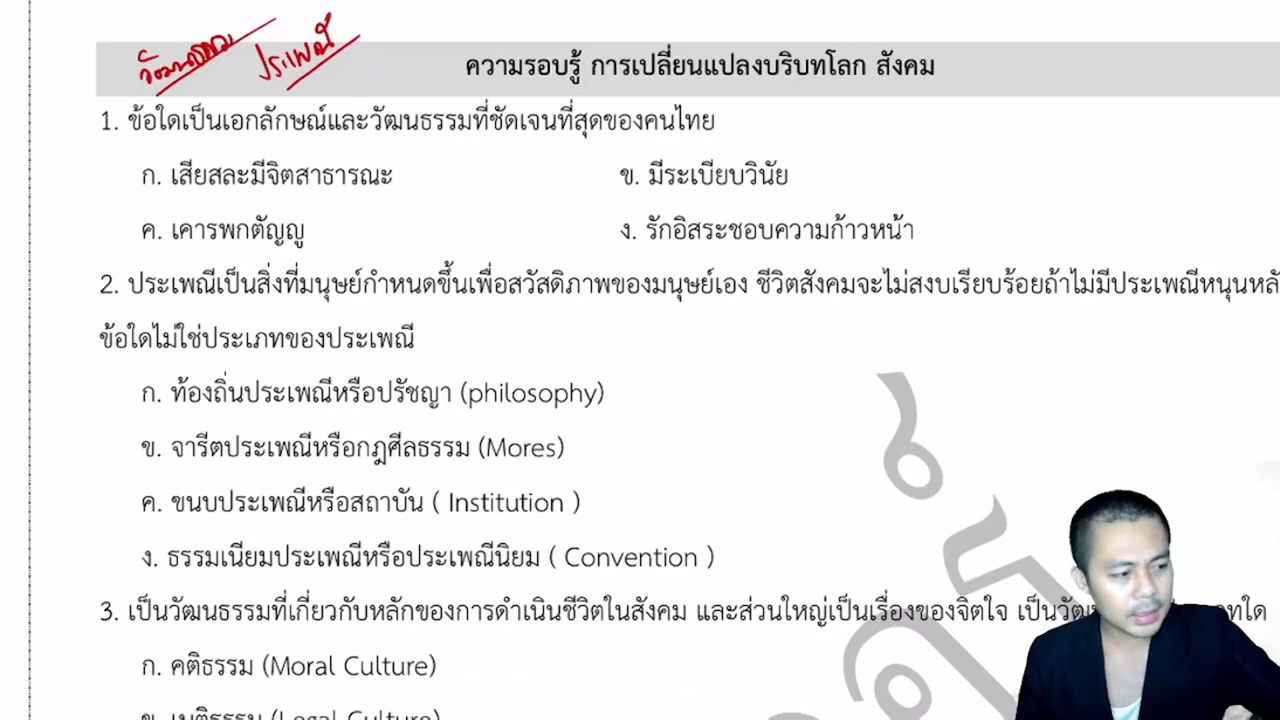 วัฒนธรรม ประเพณี
ความรอบรู้ การเปลี่ยนแปลงบริบทโลก สังคม
1. ข้อใดเป็นเอกลักษณ์และวัฒนธรรมที่ชัดเจนที่สุดของคนไทย
ก. เสียสละมีจิตสาธารณะ ข. มีระเบียบวินัย
ค. เคารพกตัญญู ง. รักอิสระชอบความก้าวหน้า
2. ประเพณีเป็นสิ่งที่มนุษย์กำหนดขึ้นเพื่อสวัสดิภาพของมนุษย์เอง ชีวิตสังคมจะไม่สงบเรียบร้อยถ้าไม่มีประเพณีหนุนหลั
ข้อใดไม่ใช่ประเภทของประเพณี
ก. ท้องถิ่นประเพณีหรือปรัชญา (philosophy)
ข. จารีตประเพณีหรือกฎศีลธรรม (Mores)
ค. ขนบประเพณีหรือสถาบัน ( Institution )
ง. ธรรมเนียมประเพณีหรือประเพณีนิยม ( Convention )
3. เป็นวัฒนธรรมที่เกี่ยวกับหลักของการดำเนินชีวิตในสังคม และส่วนใหญ่เป็นเรื่องของจิตใจ
ก. คติธรรม (Moral Culture)
ข. เนติธรรม (Legal Culture)